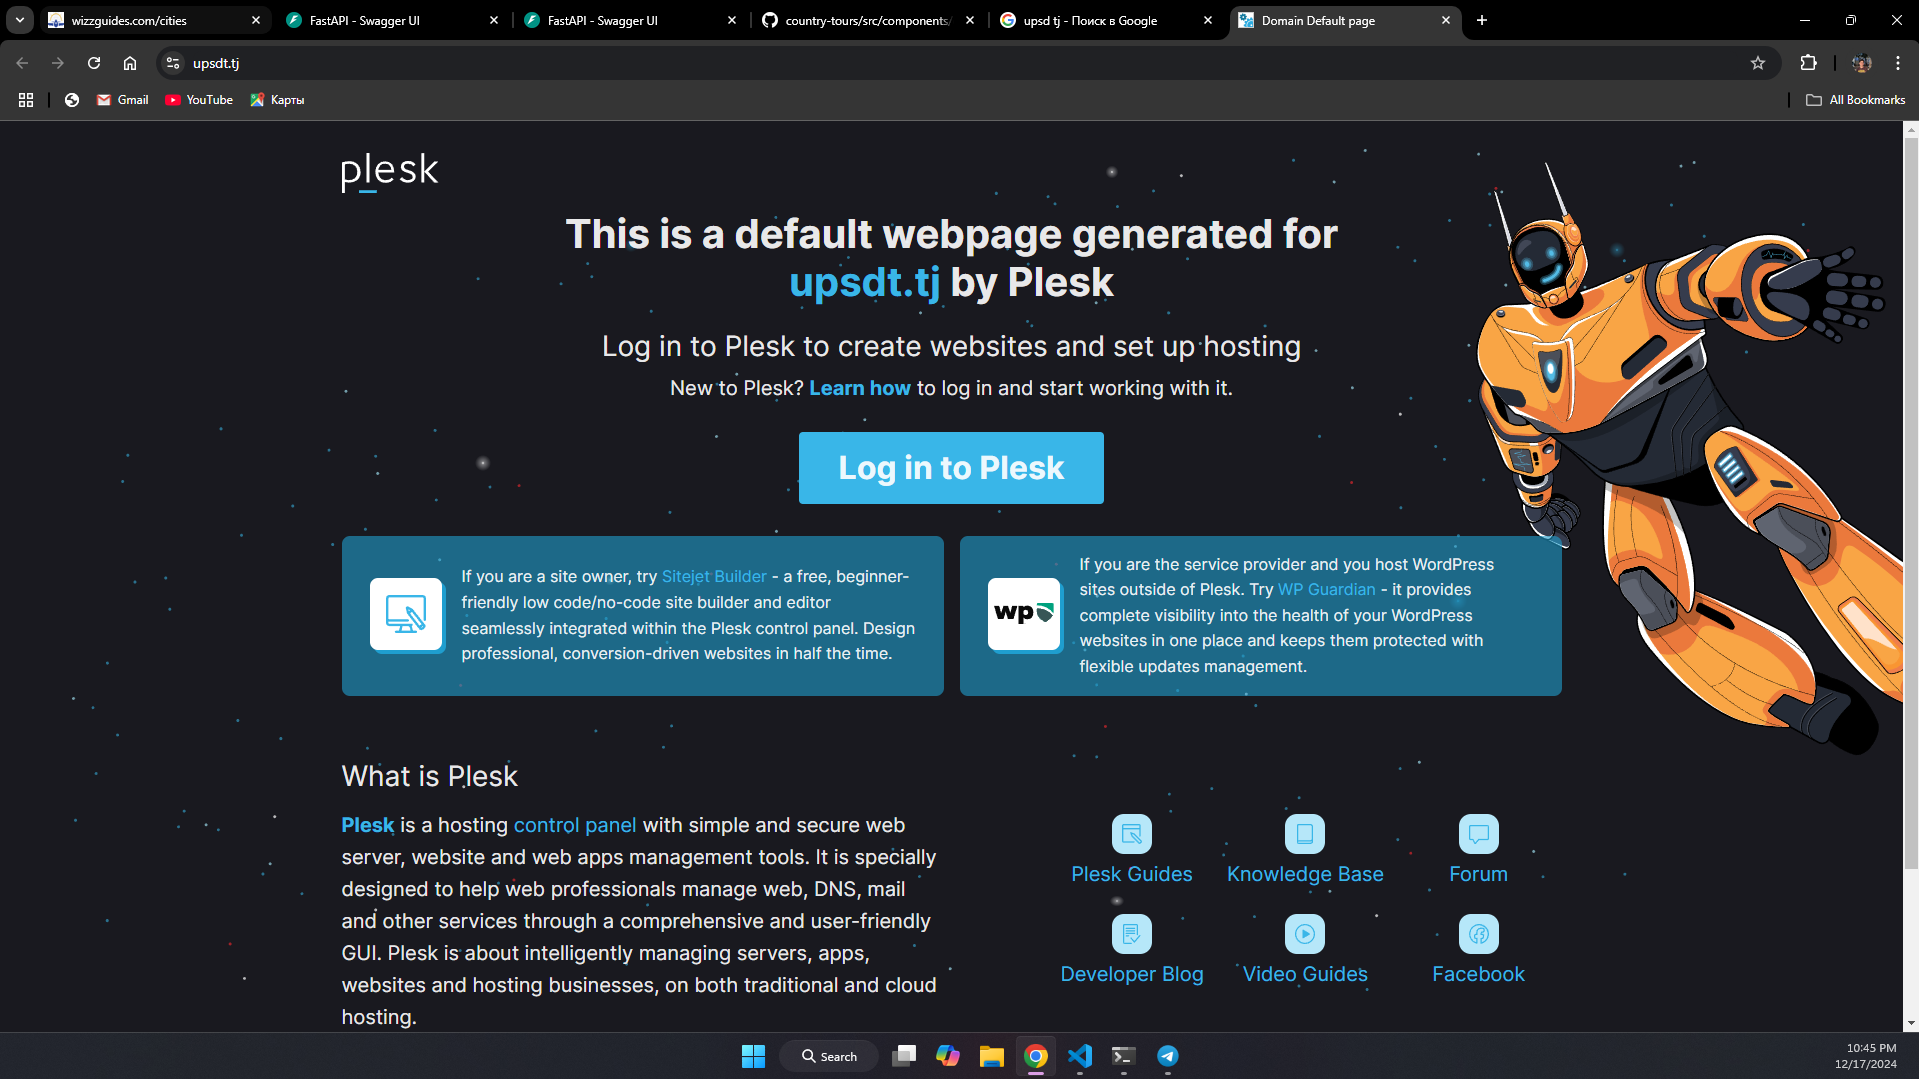 wizzguides.com/cities
FastAPI - Swagger UI
FastAPI - Swagger UI
country-tours/src/components/
upsd tj - Поиск в Google
Domain Default page
upsdt.tj
Gmail
YouTube
Карты
All Bookmarks
plesk
This is a default webpage generated for
upsdt.tj by Plesk
Log in to Plesk to create websites and set up hosting
New to Plesk? Learn how to log in and start working with it.
Log in to Plesk
If you are a site owner, try Sitejet Builder - a free, beginner-
friendly low code/no-code site builder and editor
seamlessly integrated within the Plesk control panel. Design
professional, conversion-driven websites in half the time.
wp
If you are the service provider and you host WordPress
sites outside of Plesk. Try WP Guardian - it provides
complete visibility into the health of your WordPress
websites in one place and keeps them protected with
flexible updates management.
What is Plesk
Plesk is a hosting control panel with simple and secure web
server, website and web apps management tools. It is specially
designed to help web professionals manage web, DNS, mail
and other services through a comprehensive and user-friendly
GUI. Plesk is about intelligently managing servers, apps,
websites and hosting businesses, on both traditional and cloud
hosting.
Plesk Guides
Knowledge Base
Forum
Developer Blog
Video Guides
Facebook
Search
10:45 PM
12/17/2024